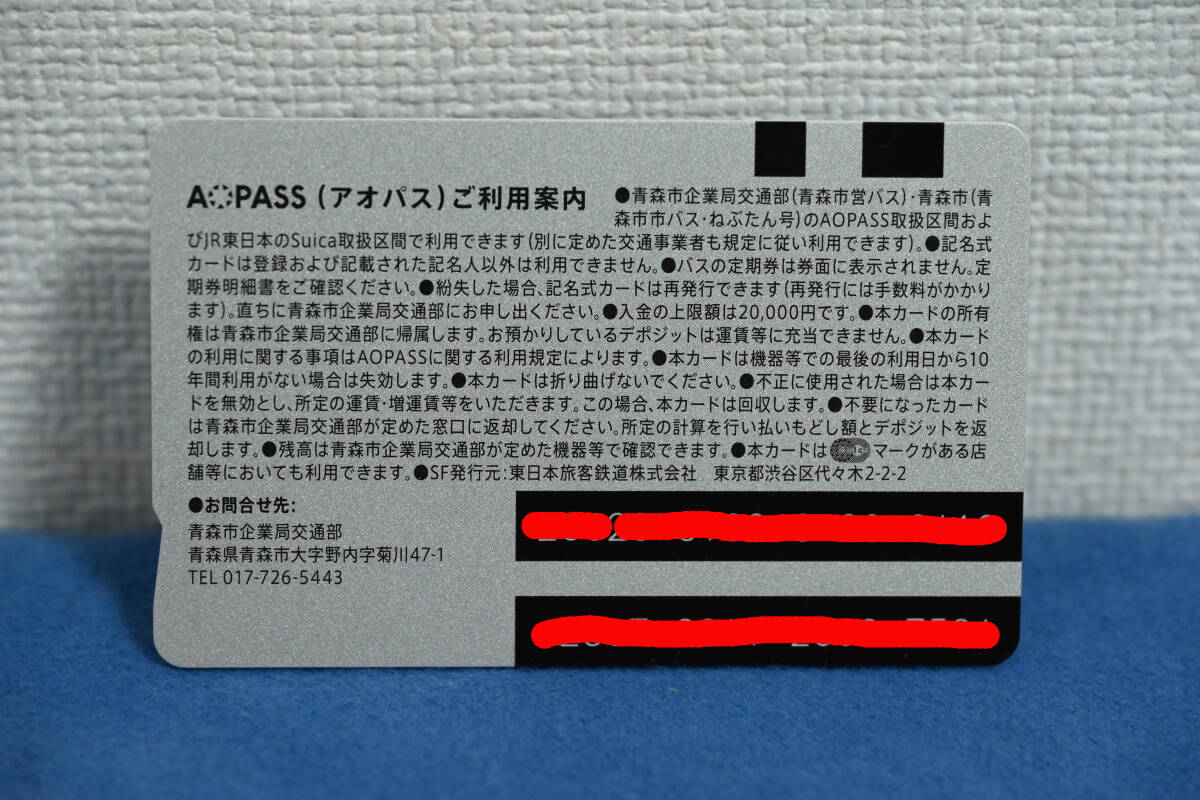 AOPASS（アオパス）ご利用案内
●青森市企業局交通部(青森市営バス)･青森市(青
森市市バス･ねぶたん号)のAOPASS取扱区間およ
びJR東日本のSuica取扱区間で利用できます(別に定めた交通事業者も規定に従い利用できます)。●記名式
カードは登録および記載された記名人以外は利用できません。●バスの定期券は券面に表示されません。定
期券明細書をご確認ください。●紛失した場合、記名式カードは再発行できます(再発行には手数料がかかり
ます)。直ちに青森市企業局交通部にお申し出ください。●入金の上限額は20,000円です。●本カードの所有
権は青森市企業局交通部に帰属します。お預かりしているデポジットは運賃等に充当できません。●本カード
の利用に関する事項はAOPASSに関する利用規定によります。●本カードは機器等での最後の利用日から10
年間利用がない場合は失効します。●本カードは折り曲げないでください。●不正に使用された場合は本カー
ドを無効とし、所定の運賃･増運賃等をいただきます。この場合、本カードは回収します。●不要になったカード
は青森市企業局交通部が定めた窓口に返却してください。所定の計算を行い払いもどし額とデポジットを返
却します。●残高は青森市企業局交通部が定めた機器等で確認できます。●本カードは マークがある店
舗等においても利用できます。●SF発行元：東日本旅客鉄道株式会社　東京都渋谷区代々木2-2-2
●お問合せ先:
青森市企業局交通部
青森県青森市大字野内字菊川47-1
TEL 017-726-5443